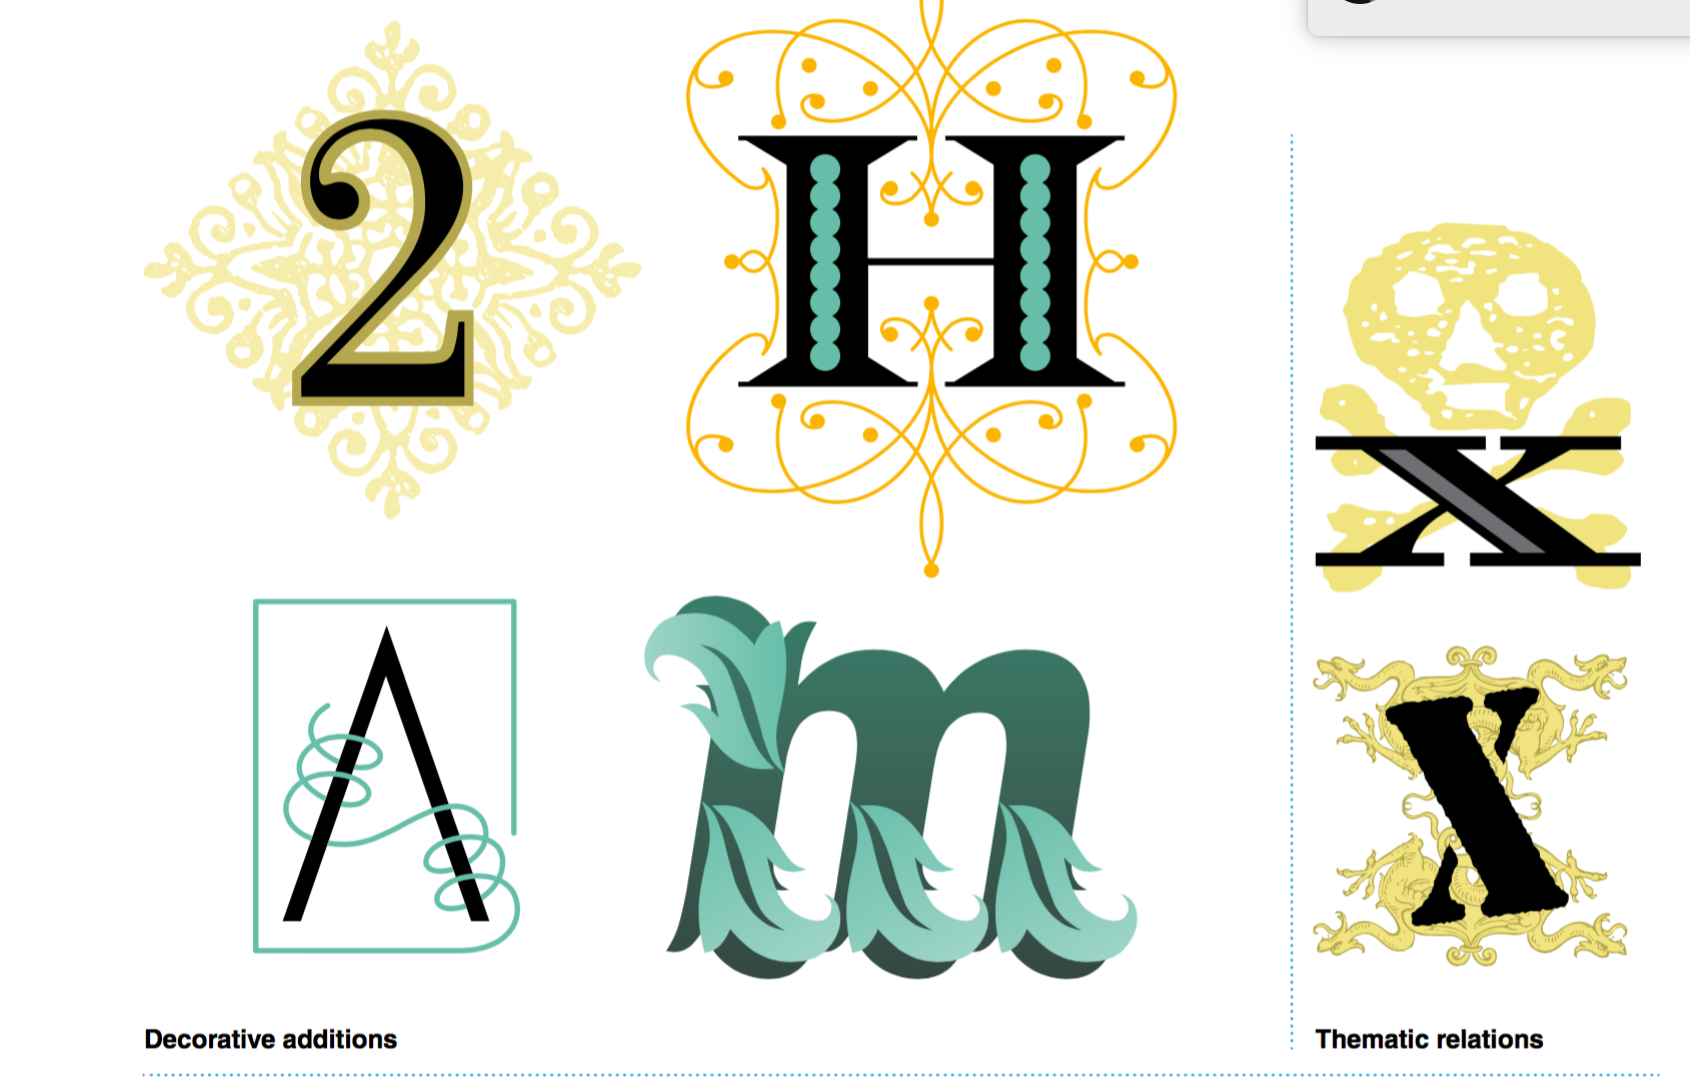 2
H
X
A
m
X
Decorative additions
Thematic relations